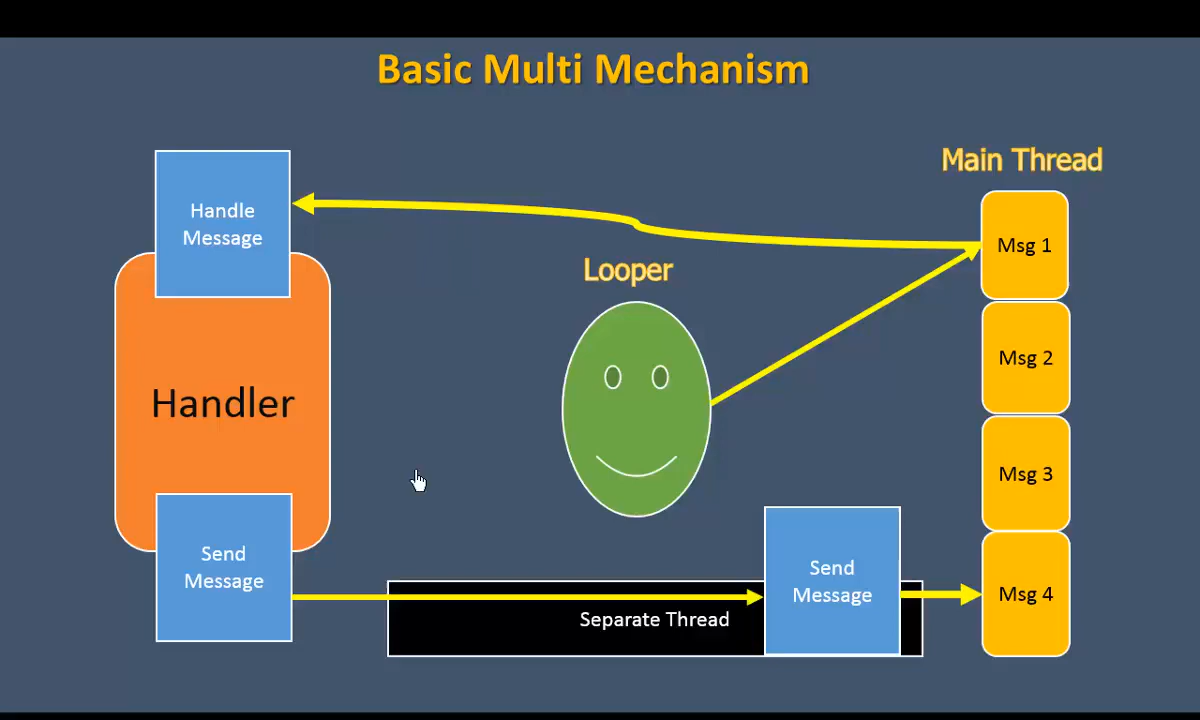 Basic Multi Mechanism
Main Thread
Handle
Message
Msg 1
Looper
Msg 2
Handler
Msg 3
Send
Message
Send
Message
Msg 4
Separate Thread